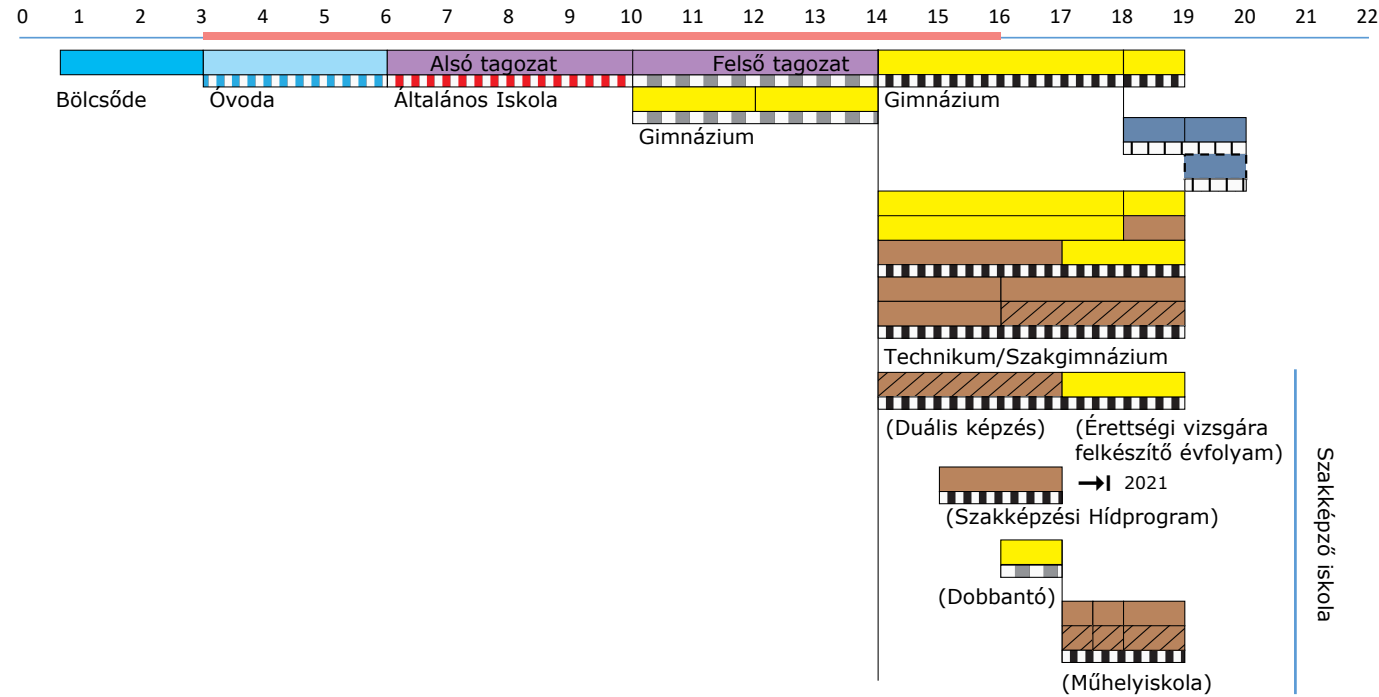 0 1 2 3 4 5 6 7 8 9 10 11 12 13 14 15 16 17 18 19 20 21 22
Alsó tagozat Felső tagozat
Bölcsőde Óvoda Általános Iskola Gimnázium
Gimnázium
Technikum/Szakgimnázium
(Duális képzés) (Érettségi vizsgára
felkészítő évfolyam)
2021
(Szakképzési Hídprogram)
(Dobbantó)
(Műhelyiskola)
Szakképző iskola